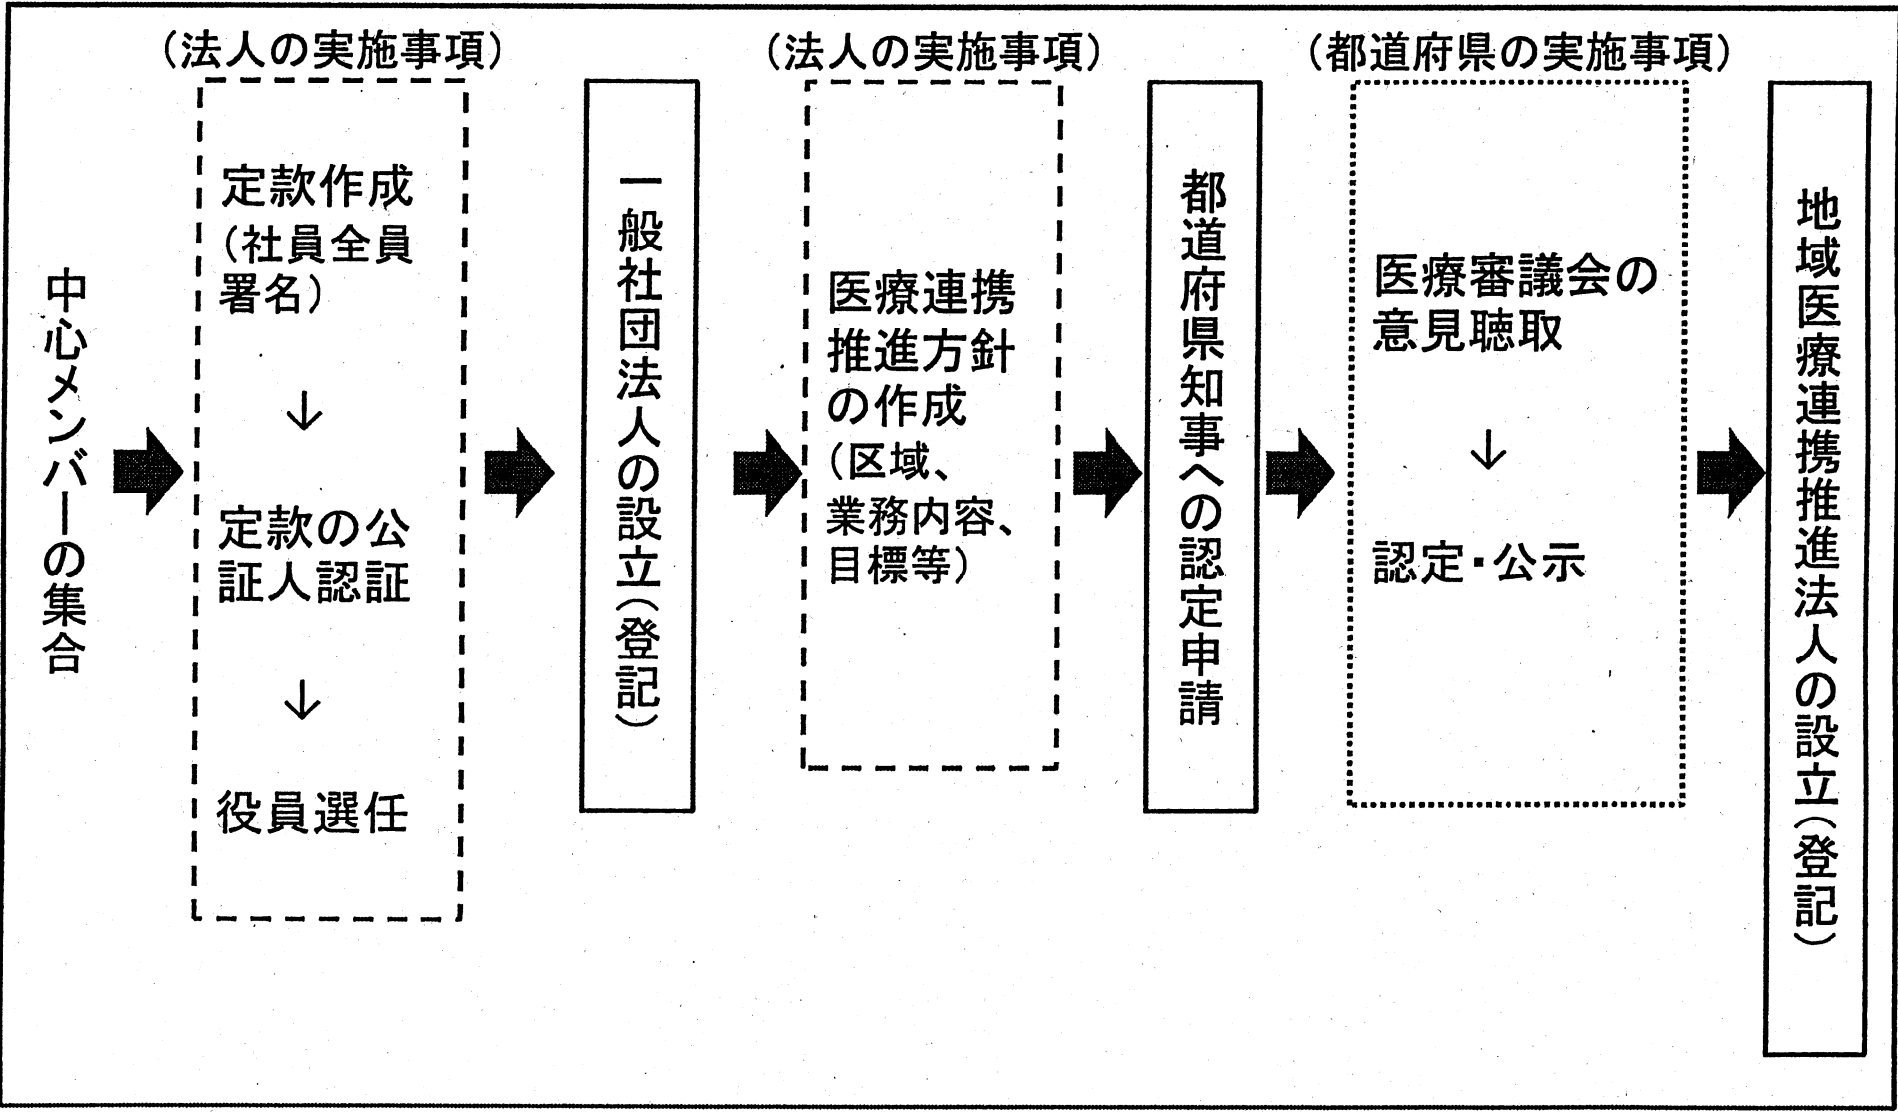 中心メンバーの集合
(法人の実施事項)
定款作成
(社員全員
署名)
↓
定款の公
証人認証
↓
役員選任
一般社団法人の設立(登記)
(法人の実施事項)
医療連携
推進方針
の作成
(区域、
業務内容、
目標等)
都道府県知事への認定申請
(都道府県の実施事項)
医療審議会の
意見聴取
↓
認定・公示
地域医療連携推進法人の設立(登記)